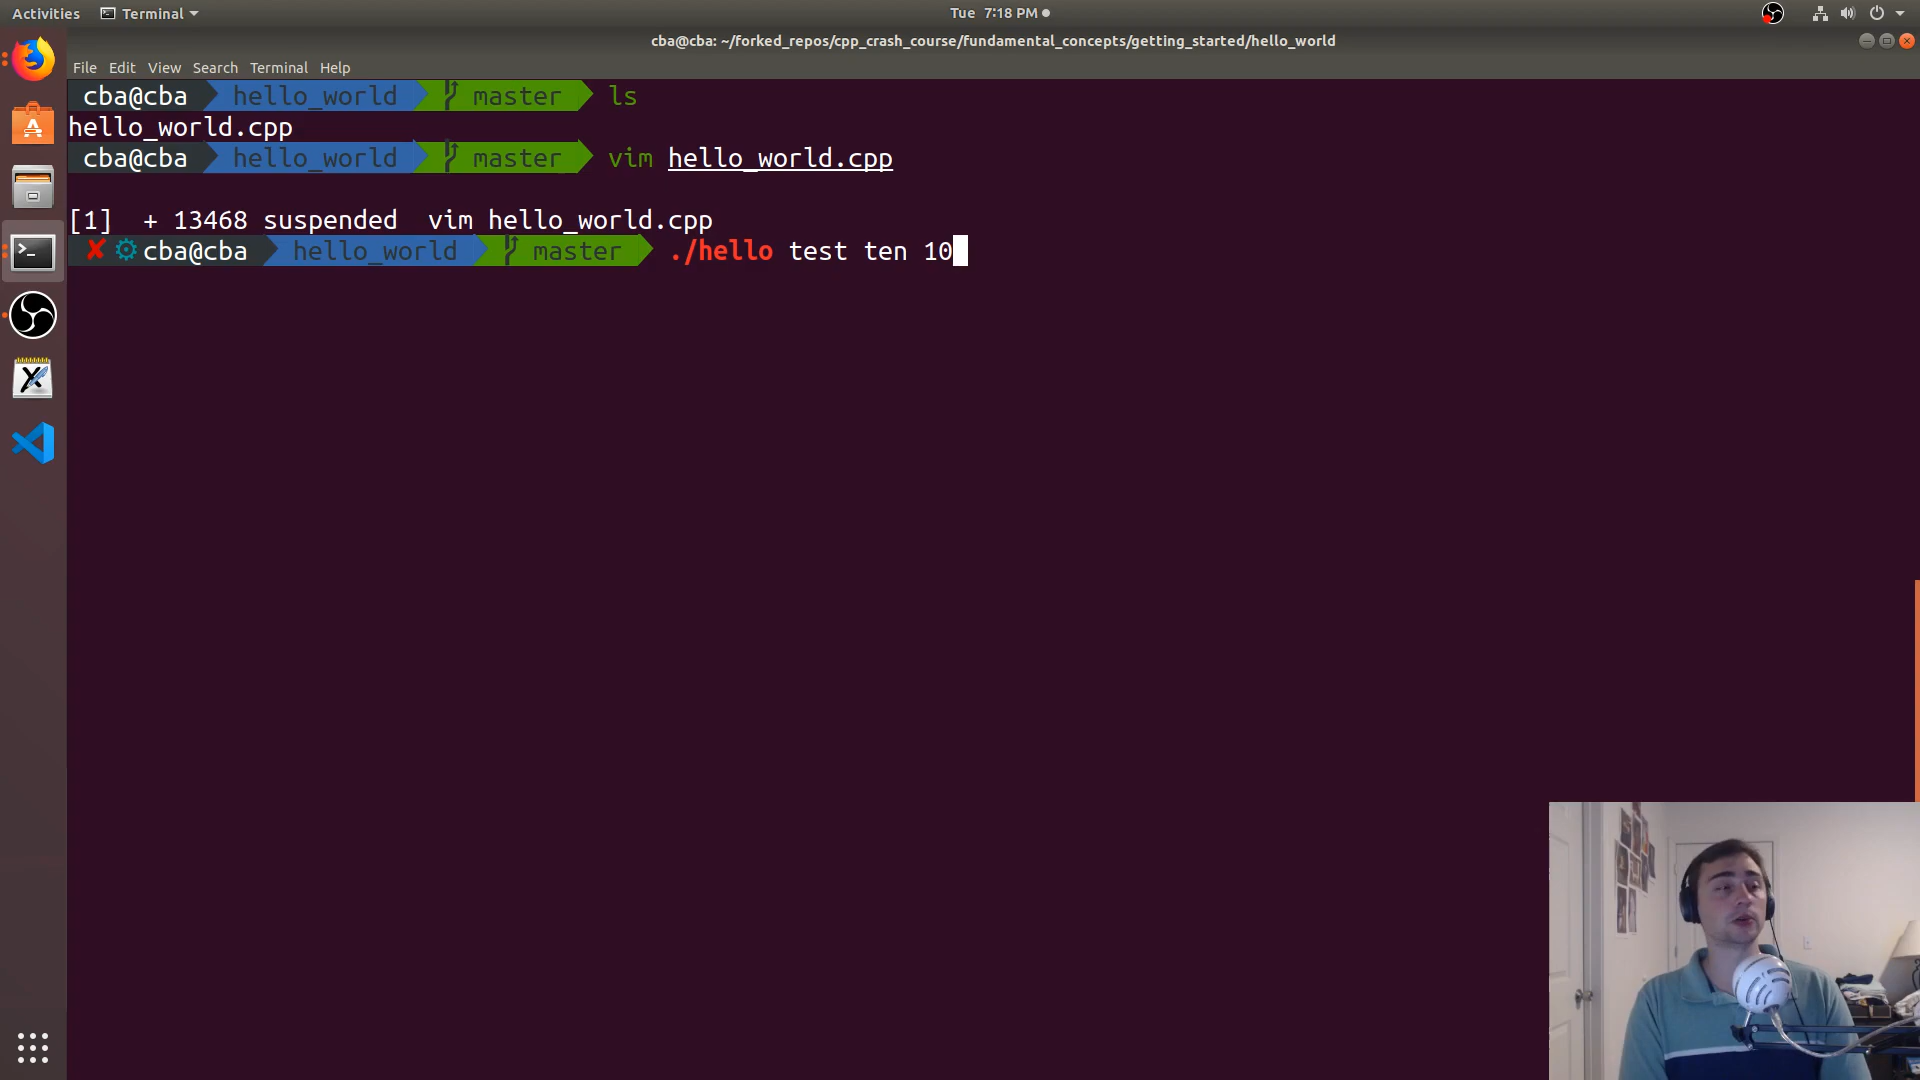 Activities Terminal Tue 7:18 PM
cba@cba: ~/forked_repos/cpp_crash_course/fundamental_concepts/getting_started/hello_world
File Edit View Search Terminal Help
cba@cba hello_world master ls
hello_world.cpp
cba@cba hello_world master vim hello_world.cpp
[1] + 13468 suspended vim hello_world.cpp
✘ ⚙ cba@cba hello_world master ./hello test ten 10